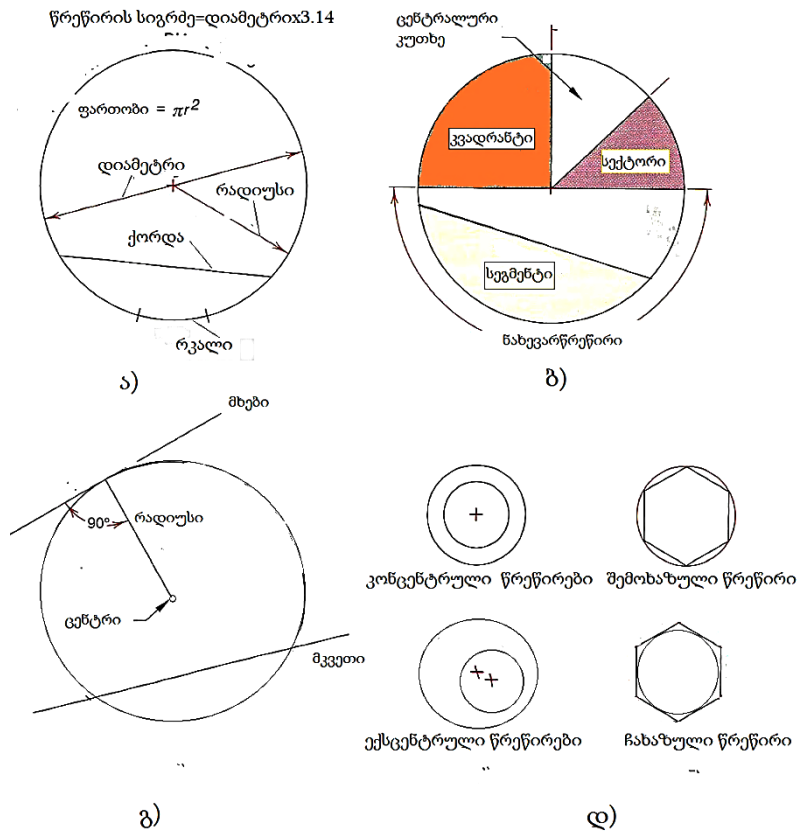 წრეწირის სიგრძე=დიამეტრიx3.14
ფართობი = πr²
დიამეტრი
რადიუსი
ქორდა
რკალი
ა)
ცენტრალური
კუთხე
კვადრანტი
სექტორი
სეგმენტი
ნახევარწრეწირი
ბ)
მხები
90°
რადიუსი
ცენტრი
მკვეთი
გ)
კონცენტრული წრეწირები
შემოხაზული წრეწირი
ექსცენტრული წრეწირები
ჩახაზული წრეწირი
დ)